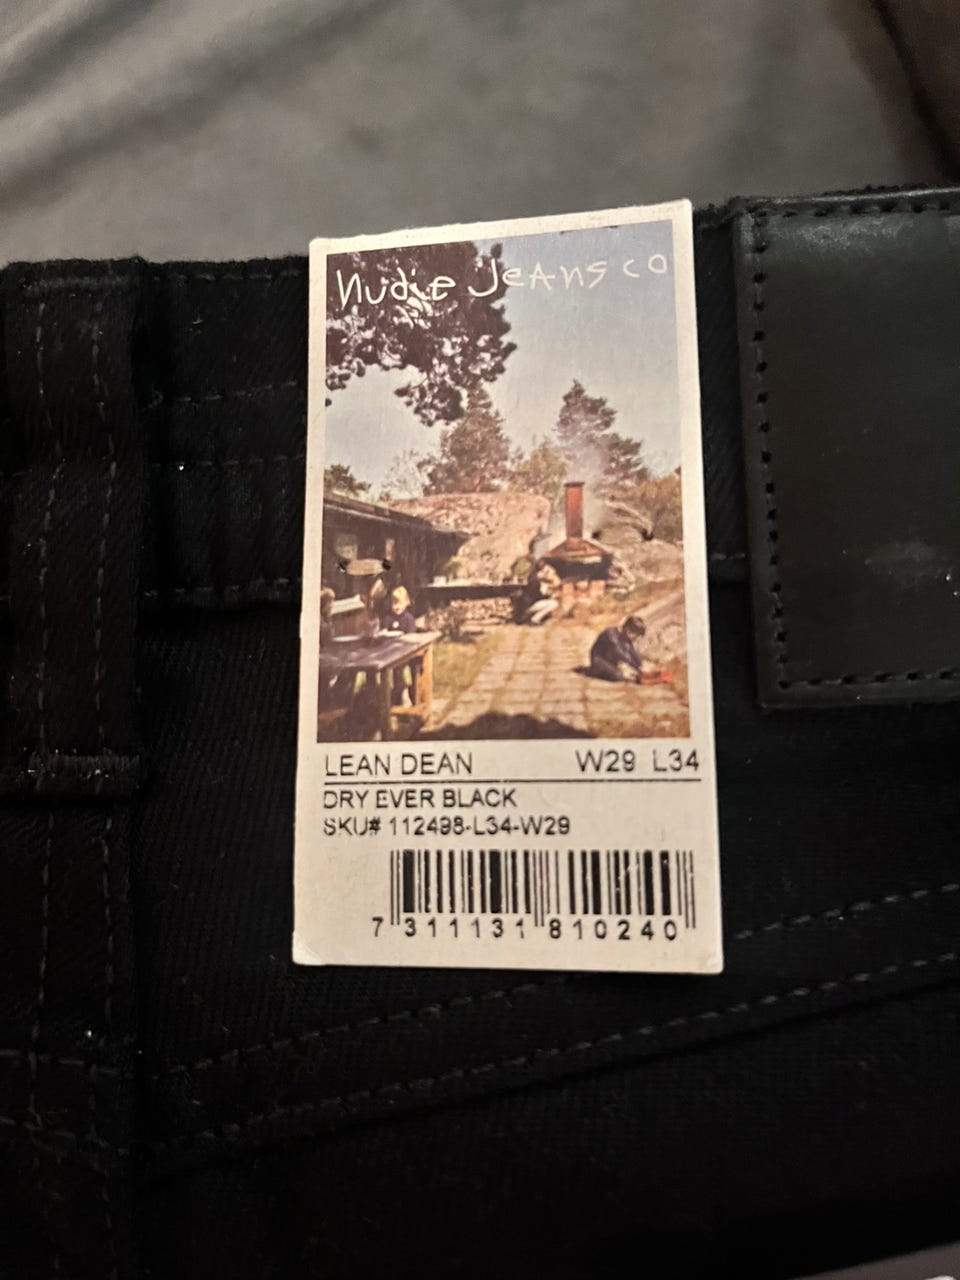 Nudie Jeans co
LEAN DEAN W29 L34
DRY EVER BLACK
SKU# 112498-L34-W29
7 311131 810240